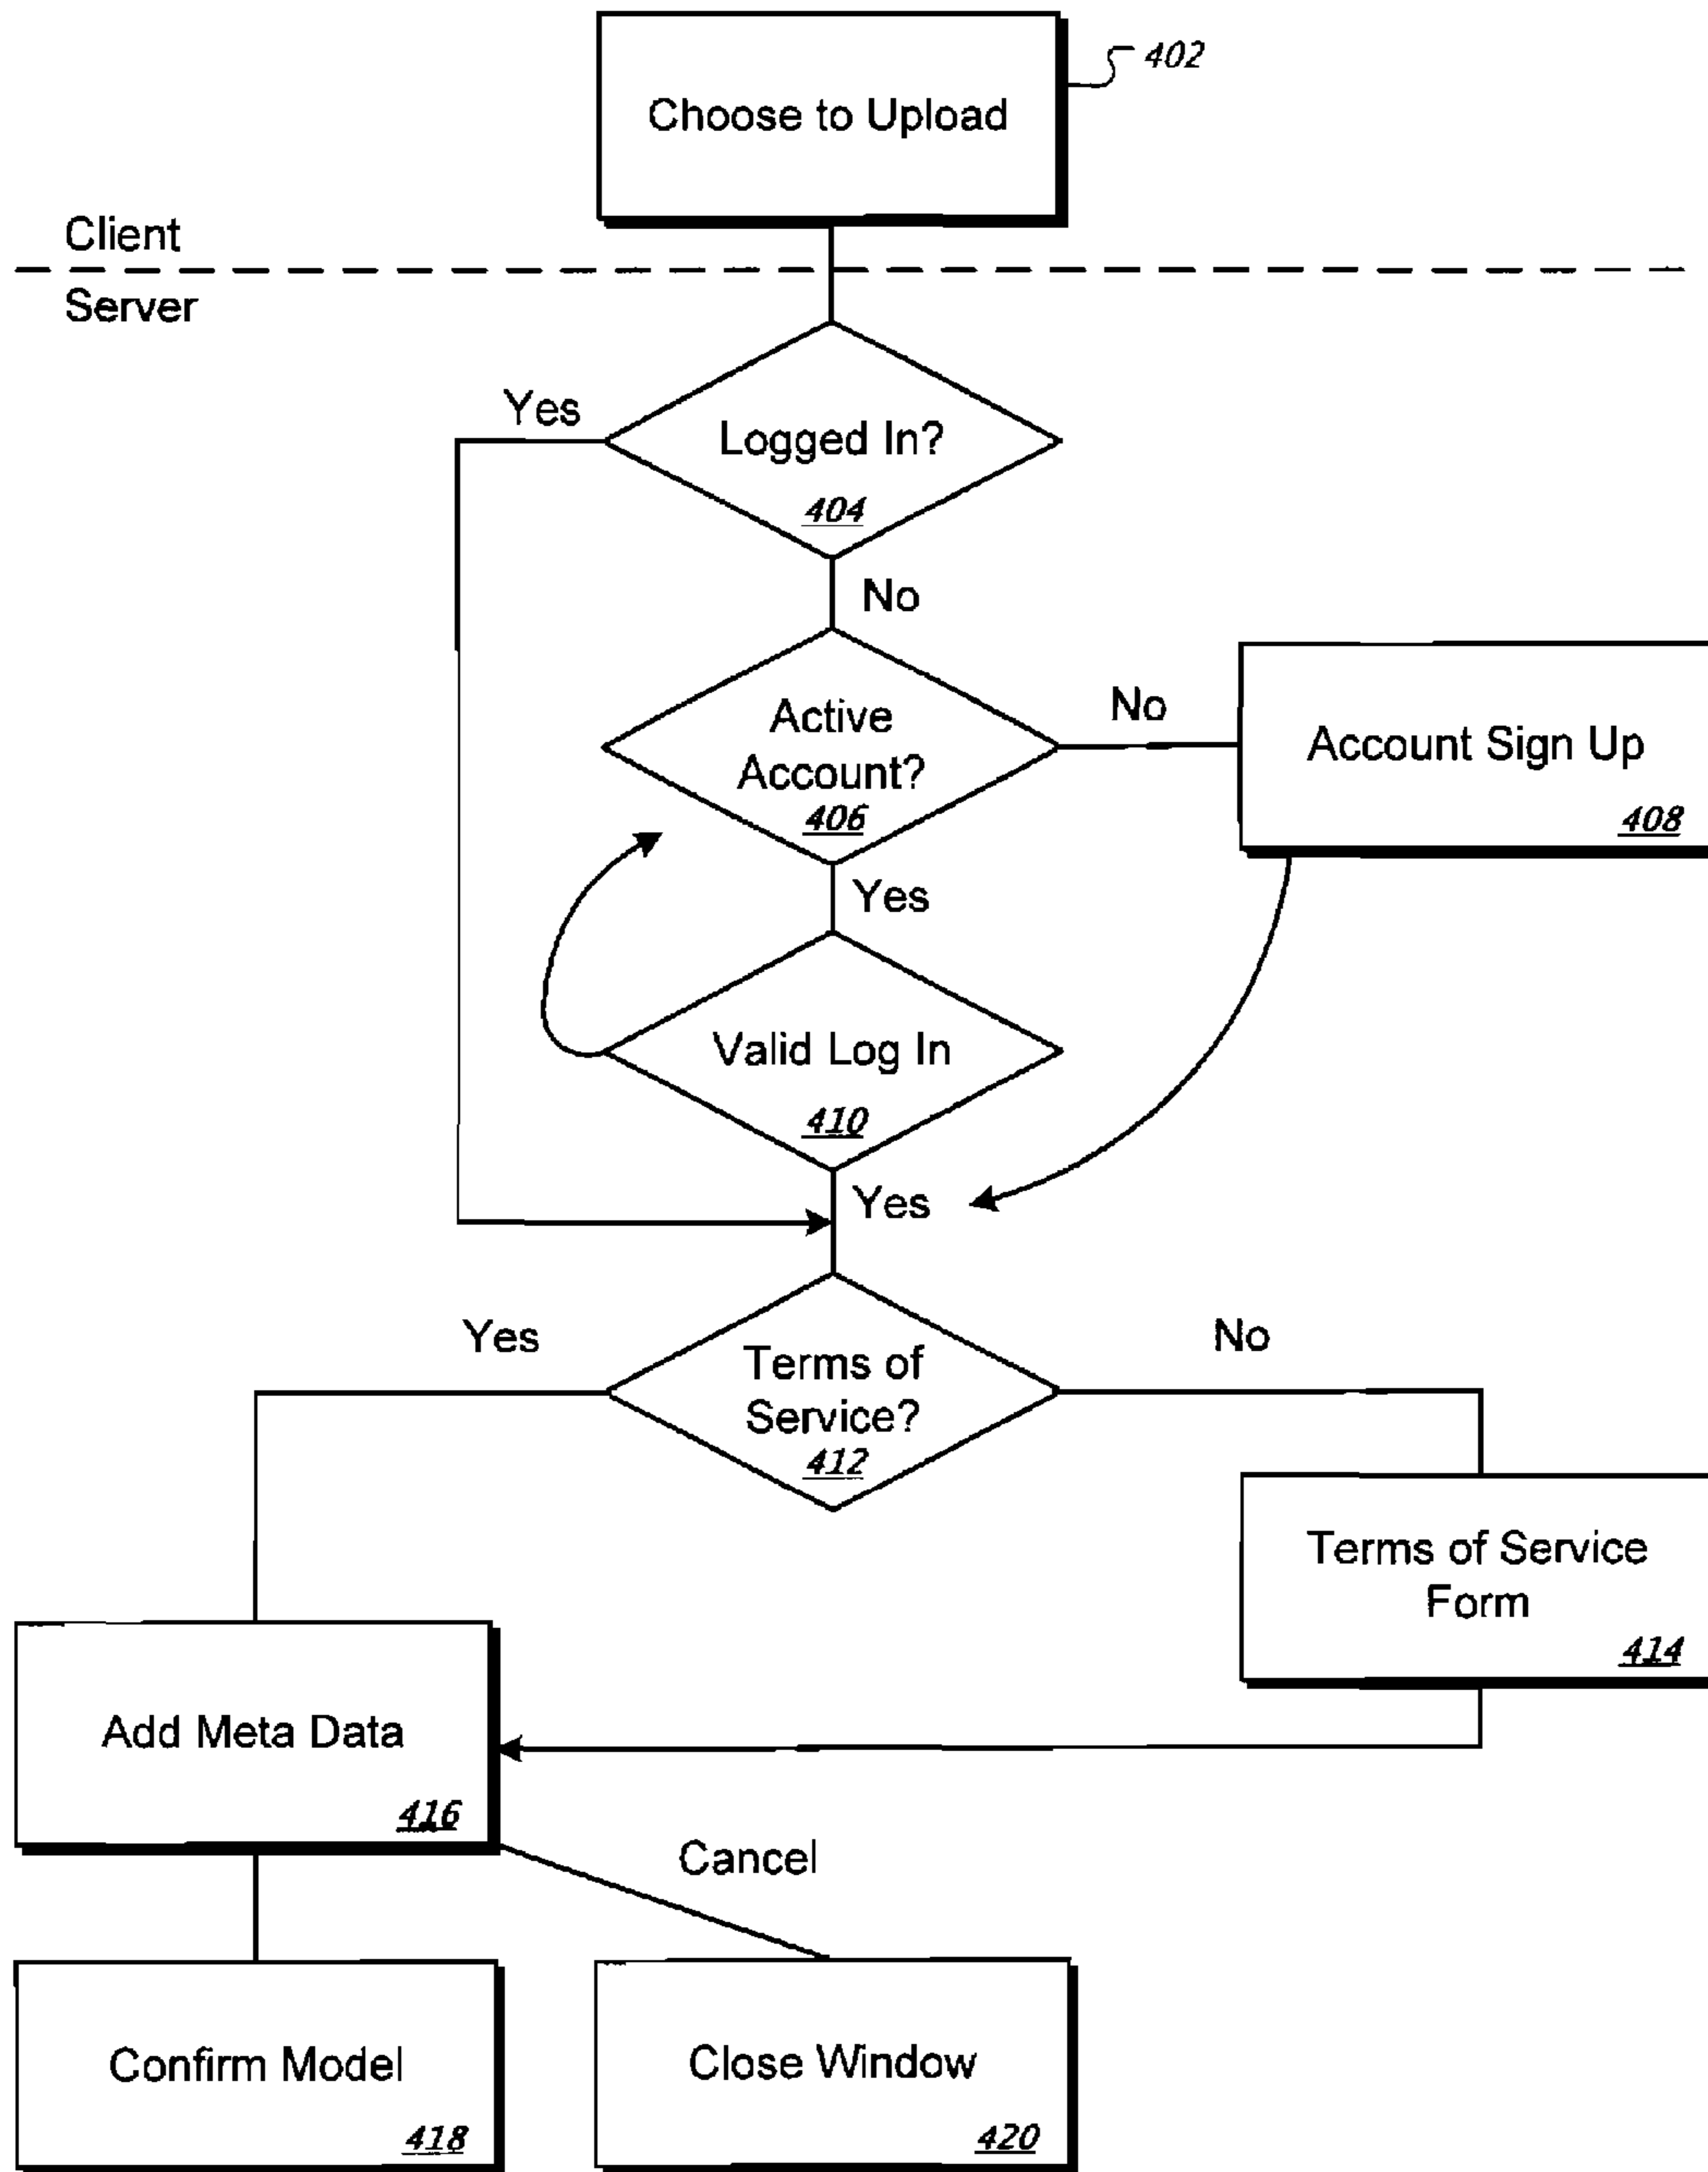 402
Choose to Upload
Client
Server
Yes
Logged In?
404
No
Active
Account?
406
No
Account Sign Up
408
Yes
Valid Log In
410
Yes
Yes
Terms of
Service?
412
No
Terms of Service
Form
414
Add Meta Data
416
Cancel
Confirm Model
418
Close Window
420